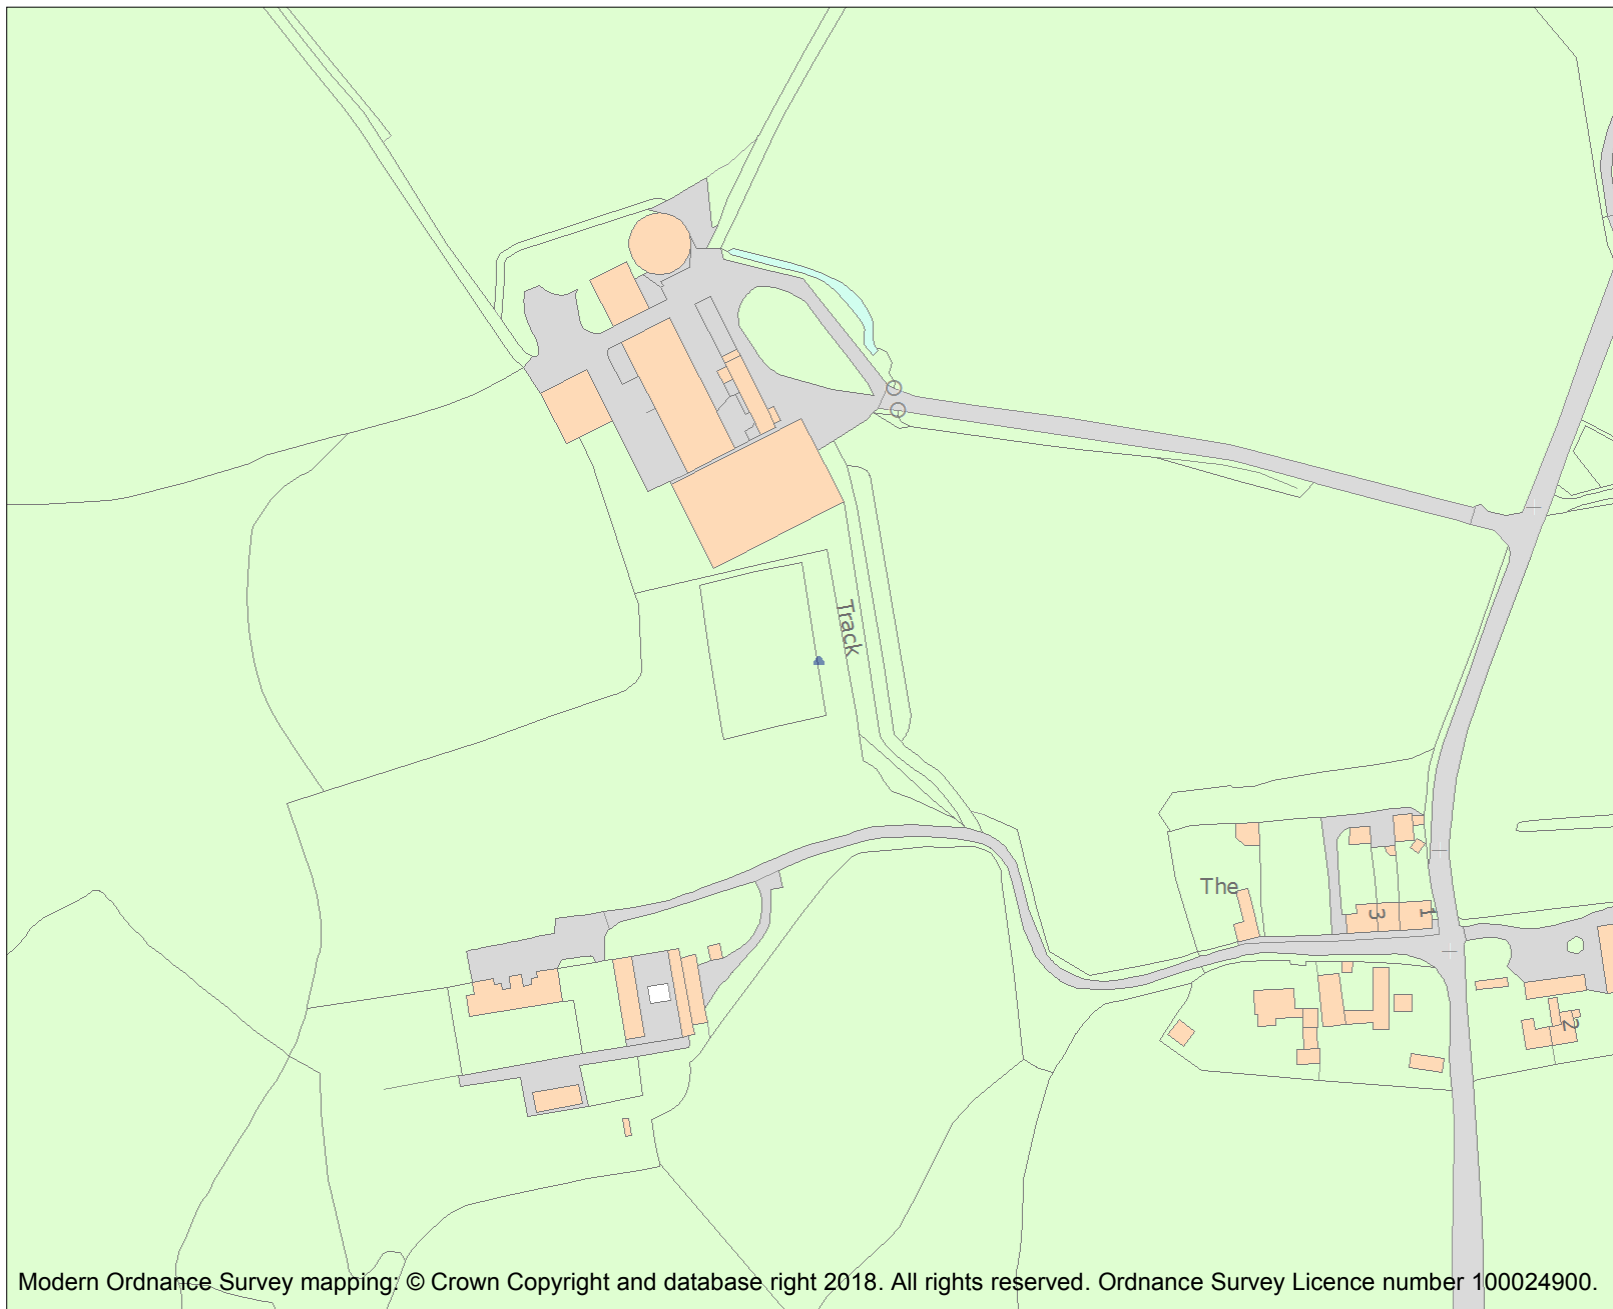 Track
The
3
1
2
Modern Ordnance Survey mapping: © Crown Copyright and database right 2018. All rights reserved. Ordnance Survey Licence number 100024900.